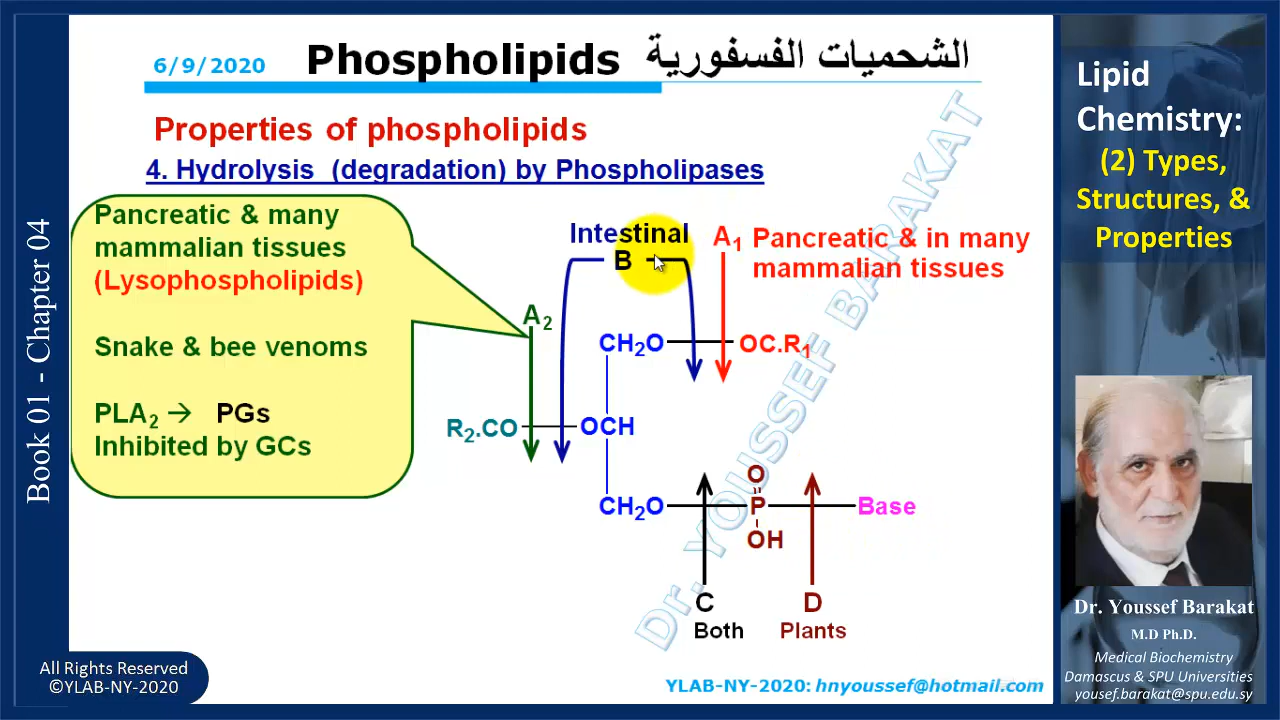 6/9/2020
Phospholipids الشحميات الفسفورية
Properties of phospholipids
4. Hydrolysis (degradation) by Phospholipases
Pancreatic & many
mammalian tissues
(Lysophospholipids)
Snake & bee venoms
PLA₂ → PGs
Inhibited by GCs
Intestinal
B
A₁ Pancreatic & in many
mammalian tissues
A₂
CH₂O
OC.R₁
R₂.CO
OCH
O
CH₂O
P
Base
OH
C
Both
D
Plants
Dr. YOUSSEF BARAKAT
YLAB-NY-2020: hnyoussef@hotmail.com
Book 01 - Chapter 04
All Rights Reserved
©YLAB-NY-2020
Lipid
Chemistry:
(2) Types,
Structures, &
Properties
Dr. Youssef Barakat
M.D Ph.D.
Medical Biochemistry
Damascus & SPU Universities
yousef.barakat@spu.edu.sy